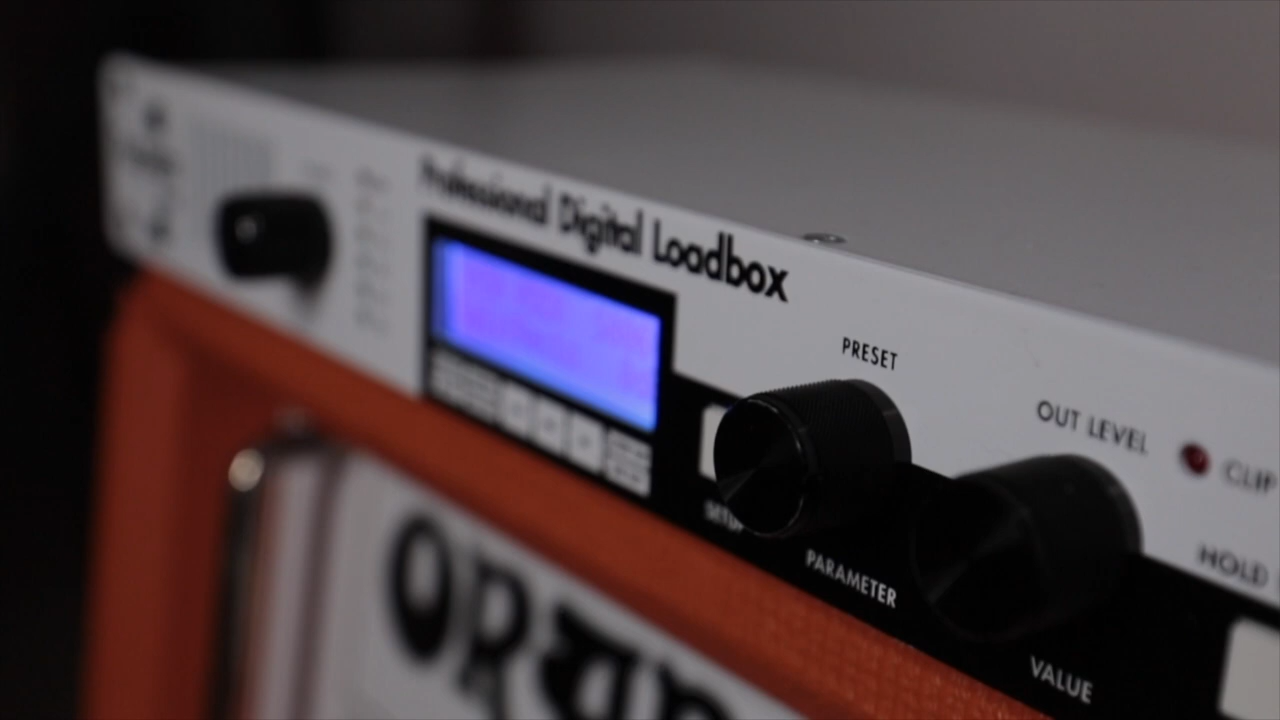 Professional Digital Loadbox
PRESET
OUT LEVEL
CLIP
HOLD
PARAMETER
VALUE